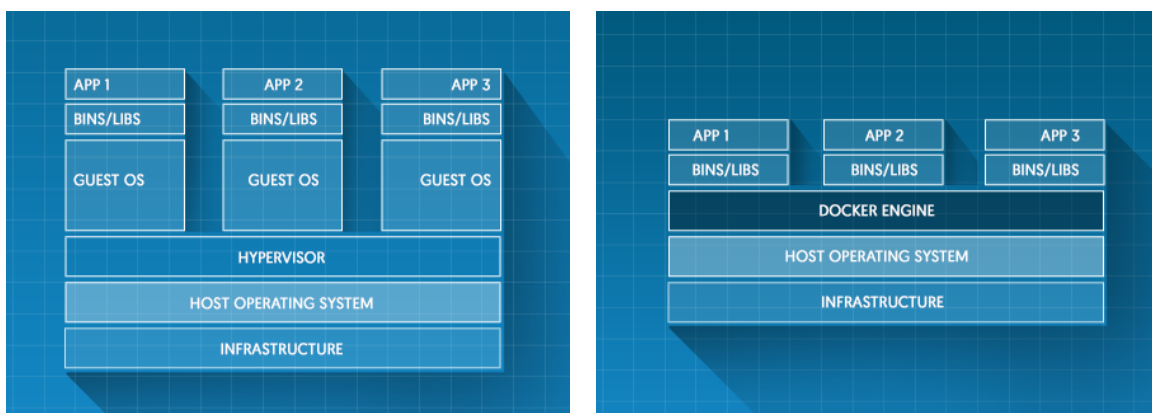 APP 1 APP 2 APP 3
BINS/LIBS BINS/LIBS BINS/LIBS
GUEST OS GUEST OS GUEST OS
HYPERVISOR
HOST OPERATING SYSTEM
INFRASTRUCTURE
APP 1 APP 2 APP 3
BINS/LIBS BINS/LIBS BINS/LIBS
DOCKER ENGINE
HOST OPERATING SYSTEM
INFRASTRUCTURE